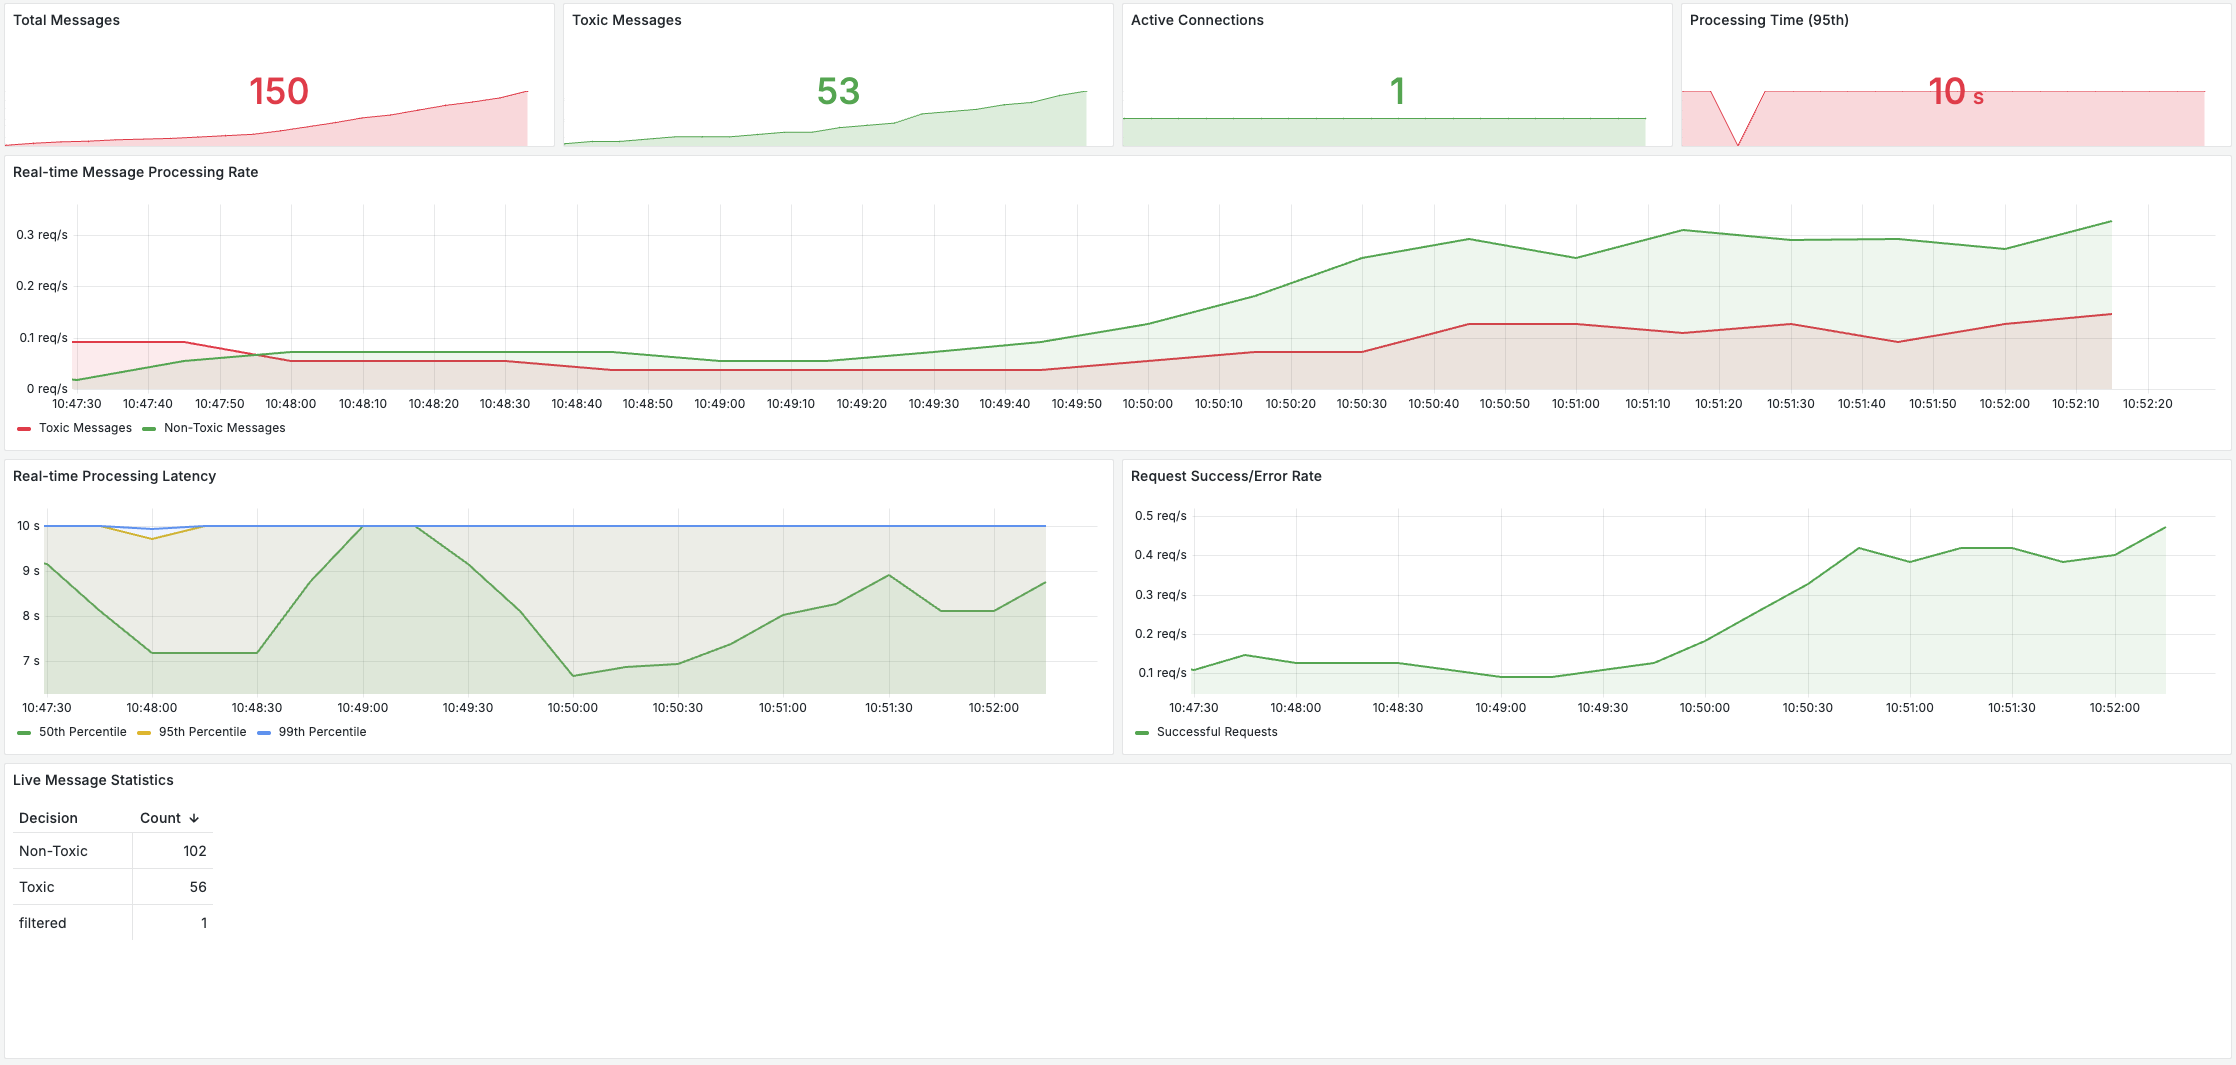 Total Messages
150
Toxic Messages
53
Active Connections
1
Processing Time (95th)
10 s
Real-time Message Processing Rate
0.3 req/s
0.2 req/s
0.1 req/s
0 req/s
10:47:30 10:47:40 10:47:50 10:48:00 10:48:10 10:48:20 10:48:30 10:48:40 10:48:50 10:49:00 10:49:10 10:49:20 10:49:30 10:49:40 10:49:50 10:50:00 10:50:10 10:50:20 10:50:30 10:50:40 10:50:50 10:51:00 10:51:10 10:51:20 10:51:30 10:51:40 10:51:50 10:52:00 10:52:10 10:52:20
Toxic Messages Non-Toxic Messages
Real-time Processing Latency
10 s
9 s
8 s
7 s
10:47:30 10:48:00 10:48:30 10:49:00 10:49:30 10:50:00 10:50:30 10:51:00 10:51:30 10:52:00
50th Percentile 95th Percentile 99th Percentile
Request Success/Error Rate
0.5 req/s
0.4 req/s
0.3 req/s
0.2 req/s
0.1 req/s
10:47:30 10:48:00 10:48:30 10:49:00 10:49:30 10:50:00 10:50:30 10:51:00 10:51:30 10:52:00
Successful Requests
Live Message Statistics
Decision Count ↓
Non-Toxic 102
Toxic 56
filtered 1